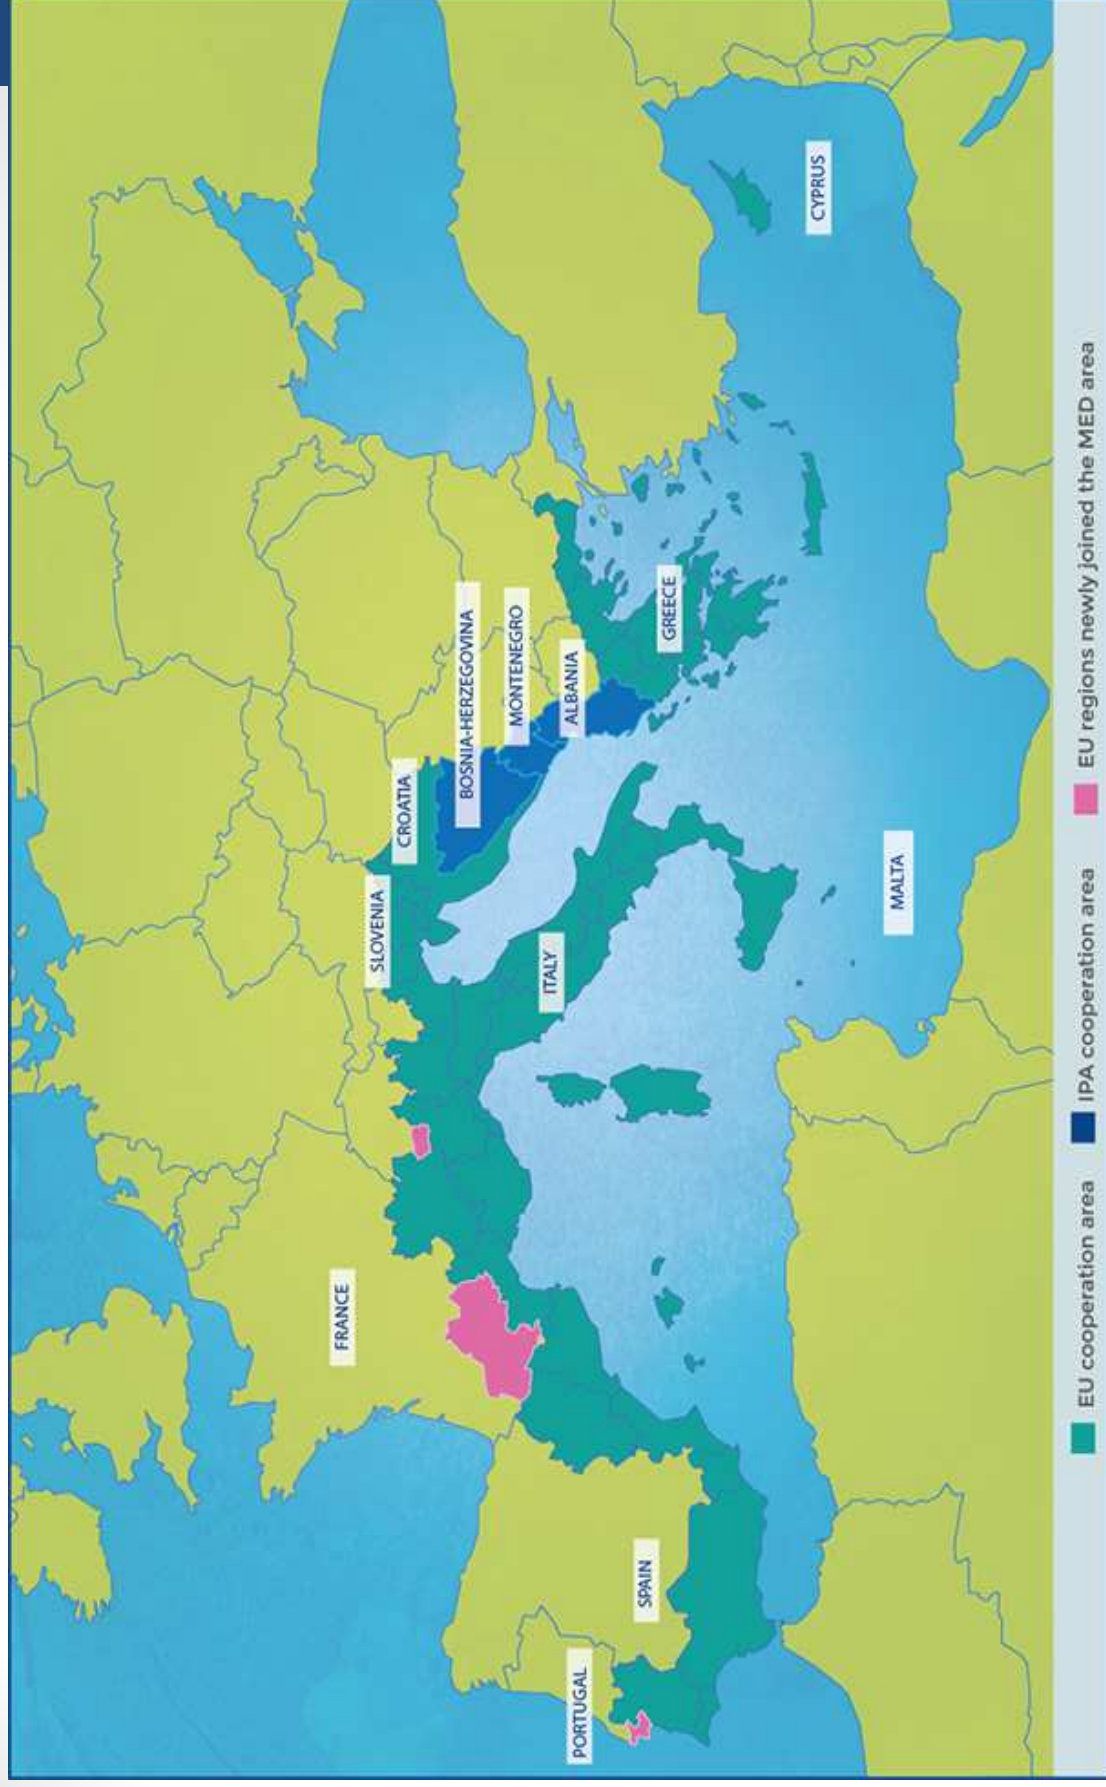 PORTUGAL
SPAIN
FRANCE
ITALY
SLOVENIA
CROATIA
BOSNIA-HERZEGOVINA
MONTENEGRO
ALBANIA
GREECE
MALTA
CYPRUS
EU cooperation area
IPA cooperation area
EU regions newly joined the MED area